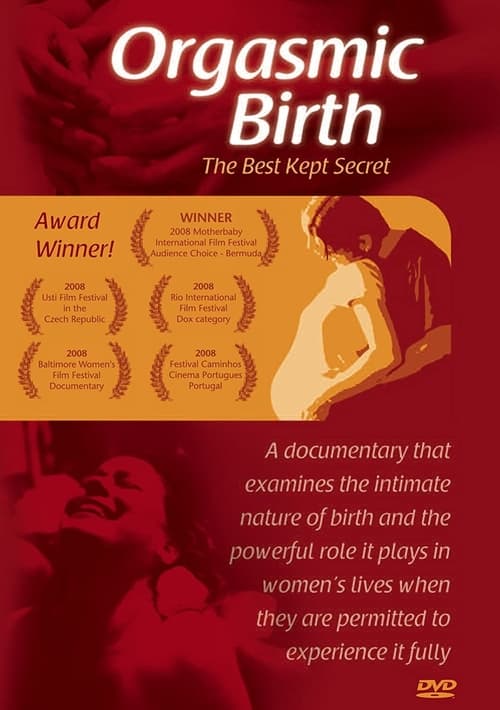 Orgasmic
Birth
The Best Kept Secret
Award
Winner!
WINNER
2008 Motherbaby
International Film Festival
Audience Choice - Bermuda
2008
Usti Film Festival
in the
Czech Republic
2008
Rio International
Film Festival
Dox category
2008
Baltimore Women's
Film Festival
Documentary
2008
Festival Caminhos
Cinema Portugues
Portugal
A documentary that
examines the intimate
nature of birth and the
powerful role it plays in
women's lives when
they are permitted to
experience it fully
DVD